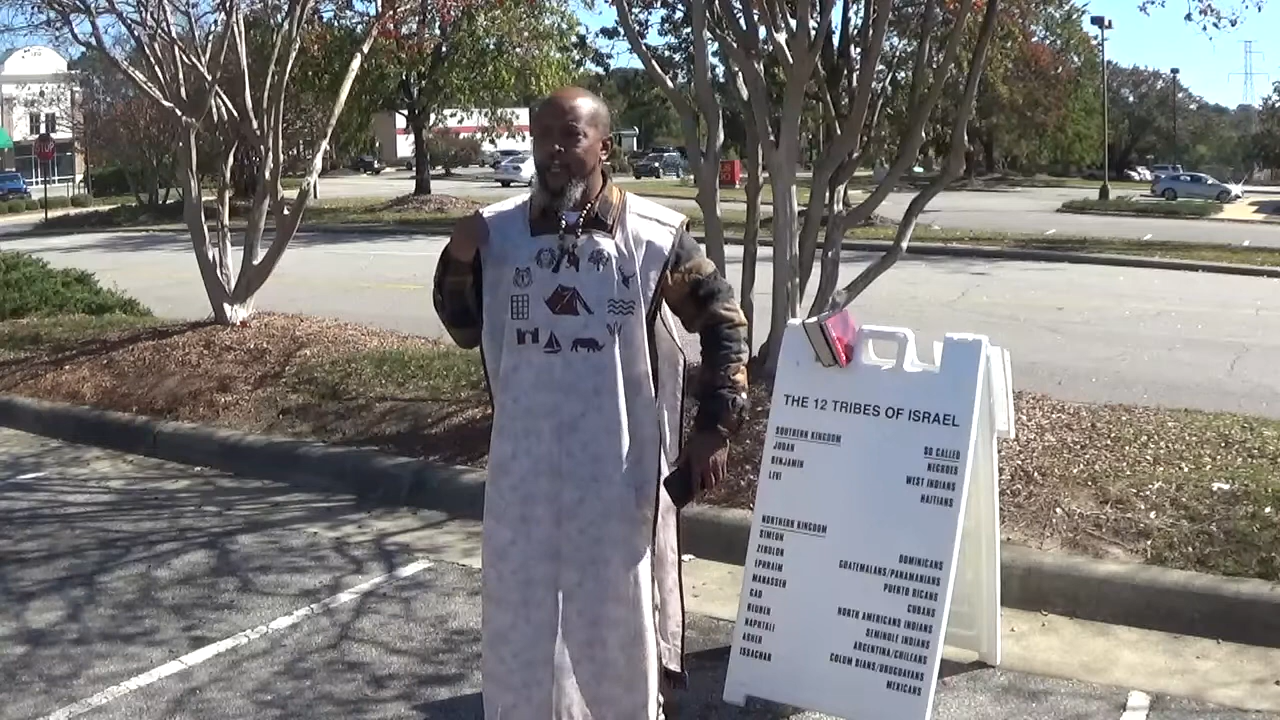 THE 12 TRIBES OF ISRAEL
SOUTHERN KINGDOM
JUDAH
BENJAMIN
LEVI
SO CALLED
NEGROES
WEST INDIANS
HAITIANS
NORTHERN KINGDOM
SIMEON
ZEBULON
EPHRAIM
MANASSEH
GAD
REUBEN
NAPHTALI
ASHER
ISSACHAR
DOMINICANS
GUATEMALANS/PANAMANIANS
PUERTO RICANS
CUBANS
NORTH AMERICANS INDIANS
SEMINOLE INDIANS
ARGENTINA/CHILEANS
COLUMBIANS/URUGUAYANS
MEXICANS